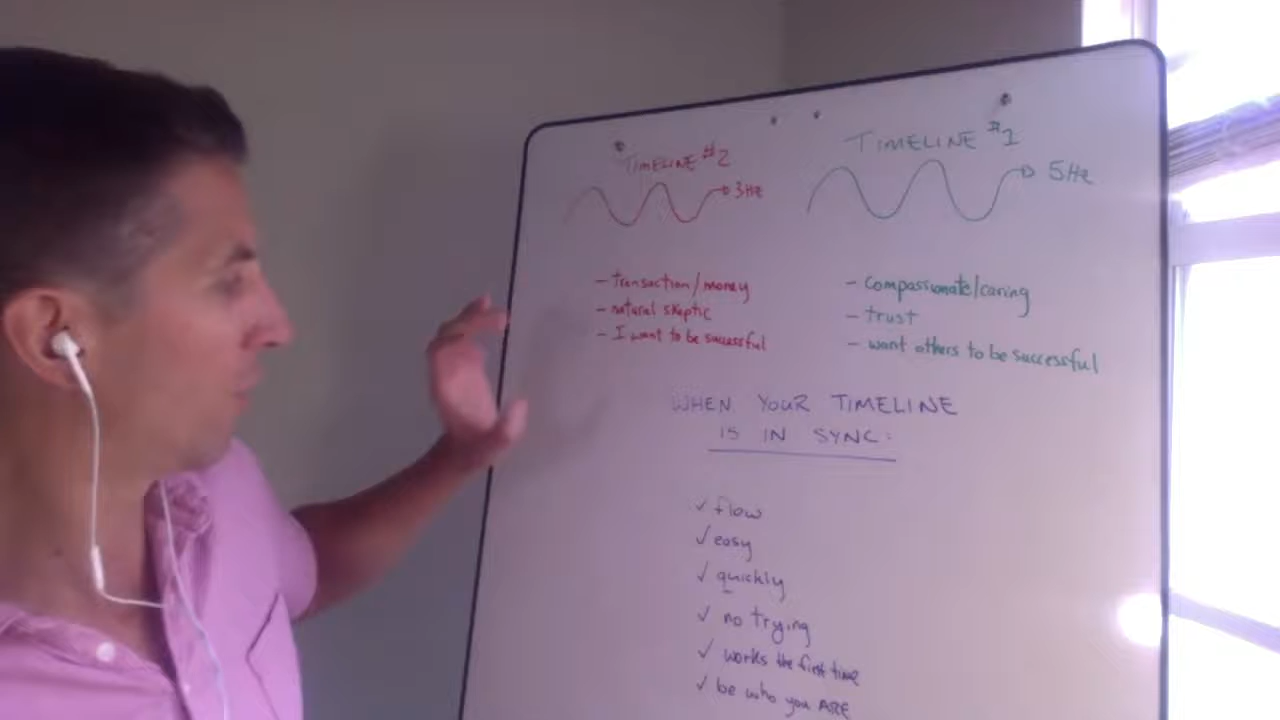 TIMELINE #2
3Hz
- transaction/money
- natural skeptic
- I want to be successful
TIMELINE #1
5Hz
- compassionate/caring
- trust
- want others to be successful
WHEN YOUR TIMELINE
IS IN SYNC:
✓ flow
✓ easy
✓ quickly
✓ no trying
✓ works the first time
✓ be who you ARE